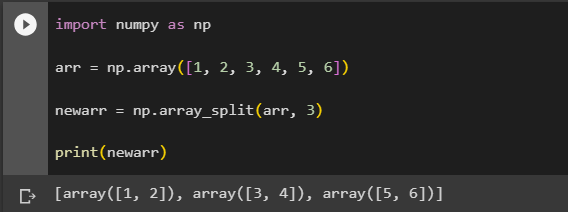 import numpy as np
arr = np.array([1, 2, 3, 4, 5, 6])
newarr = np.array_split(arr, 3)
print(newarr)
[array([1, 2]), array([3, 4]), array([5, 6])]